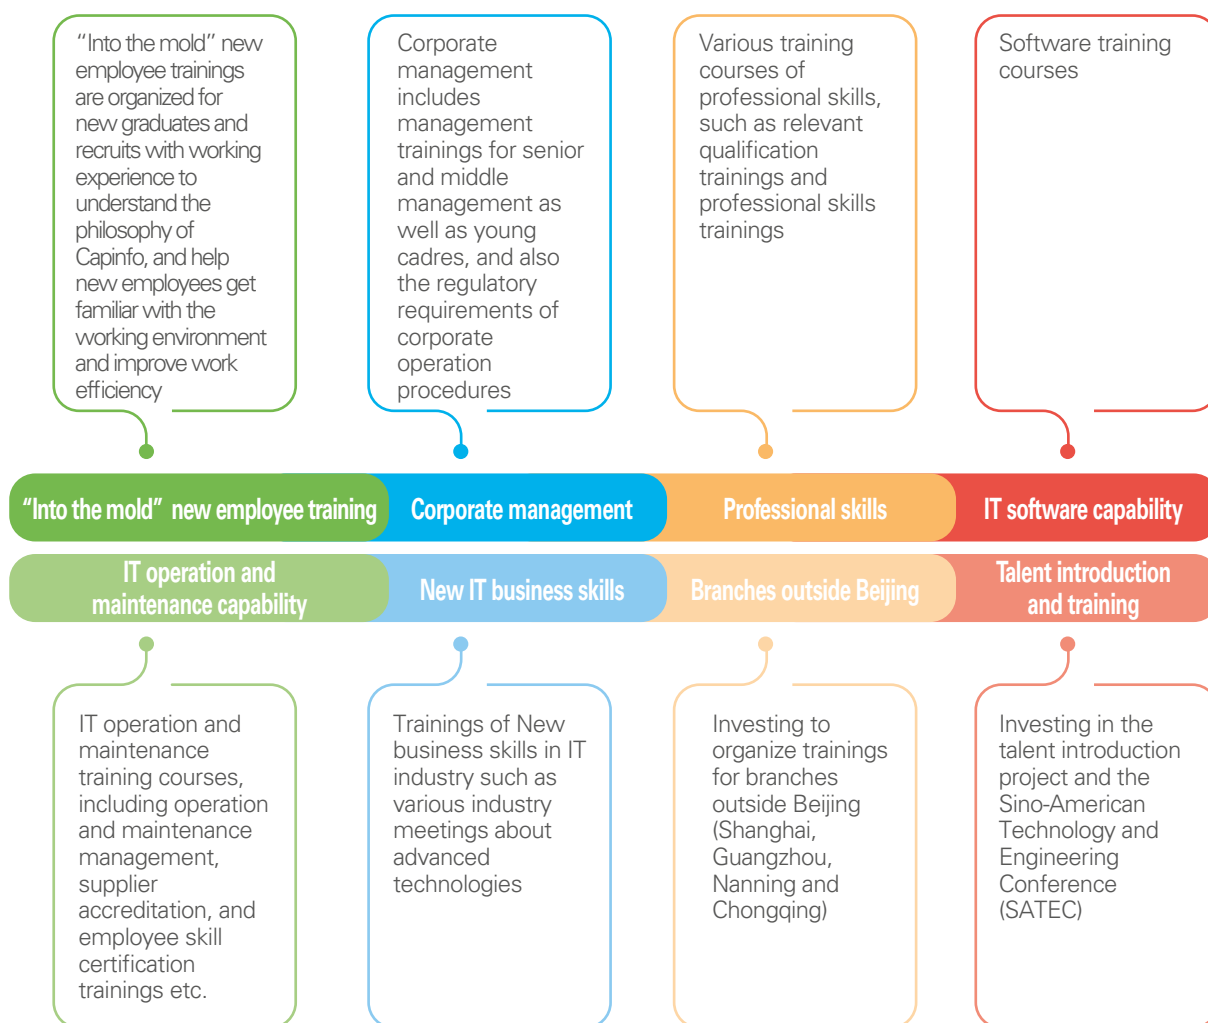 “Into the mold” new
employee trainings
are organized for
new graduates and
recruits with working
experience to
understand the
philosophy of
Capinfo, and help
new employees get
familiar with the
working environment
and improve work
efficiency
Corporate
management
includes
management
trainings for senior
and middle
management as
well as young
cadres, and also
the regulatory
requirements of
corporate
operation
procedures
Various training
courses of
professional skills,
such as relevant
qualification
trainings and
professional skills
trainings
Software training
courses
“Into the mold” new employee training
Corporate management
Professional skills
IT software capability
IT operation and
maintenance capability
New IT business skills
Branches outside Beijing
Talent introduction
and training
IT operation and
maintenance
training courses,
including operation
and maintenance
management,
supplier
accreditation, and
employee skill
certification
trainings etc.
Trainings of New
business skills in IT
industry such as
various industry
meetings about
advanced
technologies
Investing to
organize trainings
for branches
outside Beijing
(Shanghai,
Guangzhou,
Nanning and
Chongqing)
Investing in the
talent introduction
project and the
Sino-American
Technology and
Engineering
Conference
(SATEC)